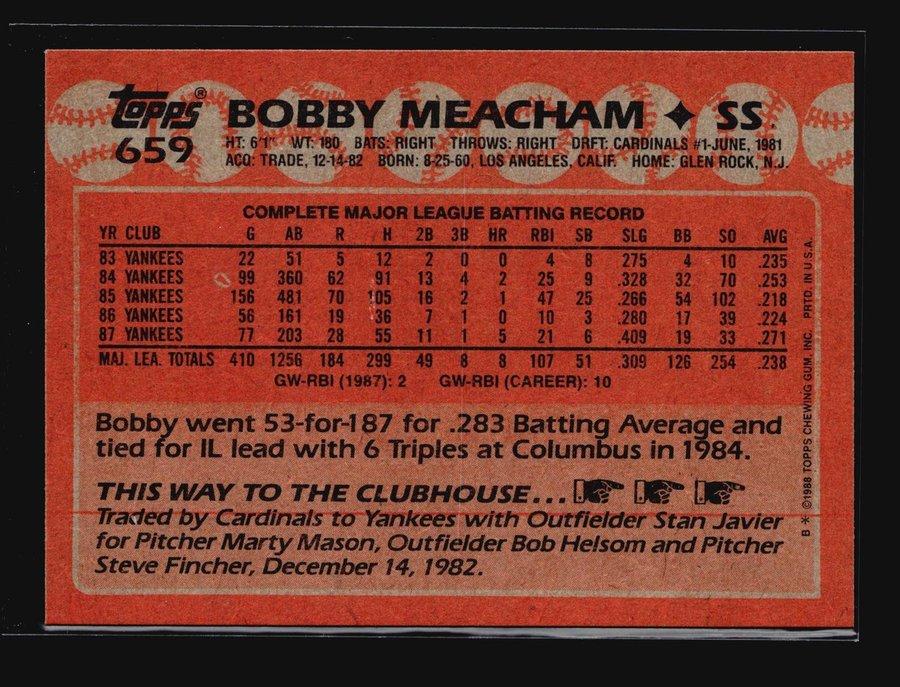 topps® BOBBY MEACHAM ✦ SS
659 HT: 6'1" WT: 180 BATS: RIGHT THROWS: RIGHT DRFT: CARDINALS #1-JUNE, 1981
ACQ: TRADE, 12-14-82 BORN: 8-25-60, LOS ANGELES, CALIF. HOME: GLEN ROCK, N.J.
COMPLETE MAJOR LEAGUE BATTING RECORD
YR CLUB G AB R H 2B 3B HR RBI SB SLG BB SO AVG
83 YANKEES 22 51 5 12 2 0 0 4 8 .275 4 10 .235
84 YANKEES 99 360 62 91 13 4 2 25 9 .328 32 70 .253
85 YANKEES 156 481 70 105 16 2 1 47 25 .266 54 102 .218
86 YANKEES 56 161 19 36 7 1 0 10 3 .280 17 39 .224
87 YANKEES 77 203 28 55 11 1 5 21 6 .409 19 33 .271
MAJ. LEA. TOTALS 410 1256 184 299 49 8 8 107 51 .309 126 254 .238
GW-RBI (1987): 2 GW-RBI (CAREER): 10
Bobby went 53-for-187 for .283 Batting Average and
tied for IL lead with 6 Triples at Columbus in 1984.
THIS WAY TO THE CLUBHOUSE...
Traded by Cardinals to Yankees with Outfielder Stan Javier
for Pitcher Marty Mason, Outfielder Bob Helsom and Pitcher
Steve Fincher, December 14, 1982.
B * ©1988 TOPPS CHEWING GUM, INC. PRTD. IN U.S.A.